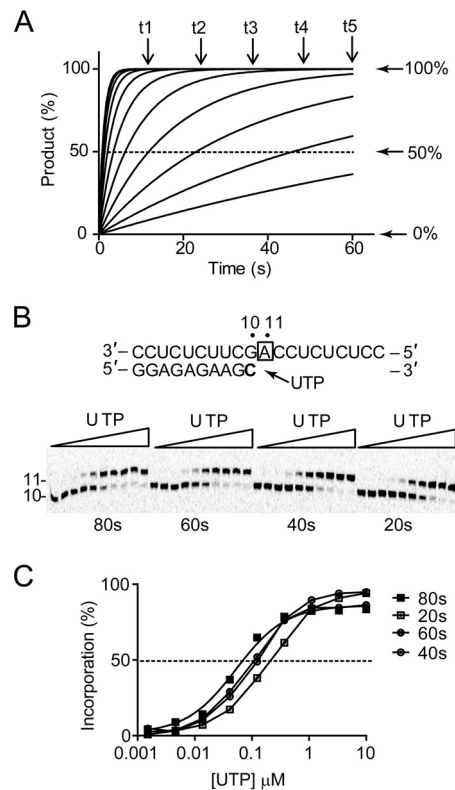 A
t1 t2 t3 t4 t5
100 100%
50 50%
0 0%
Product (%)
0 20 40 60
Time (s)
B
10 11
3′– CCUCUCUUCGACCUCUCUCC – 5′
5′– GGAGAGAAGC – 3′
UTP
UTP UTP UTP UTP
11-
10-
80s 60s 40s 20s
C
100
50
0
Incorporation (%)
80s
20s
60s
40s
0.001 0.01 0.1 1 10
[UTP] μM